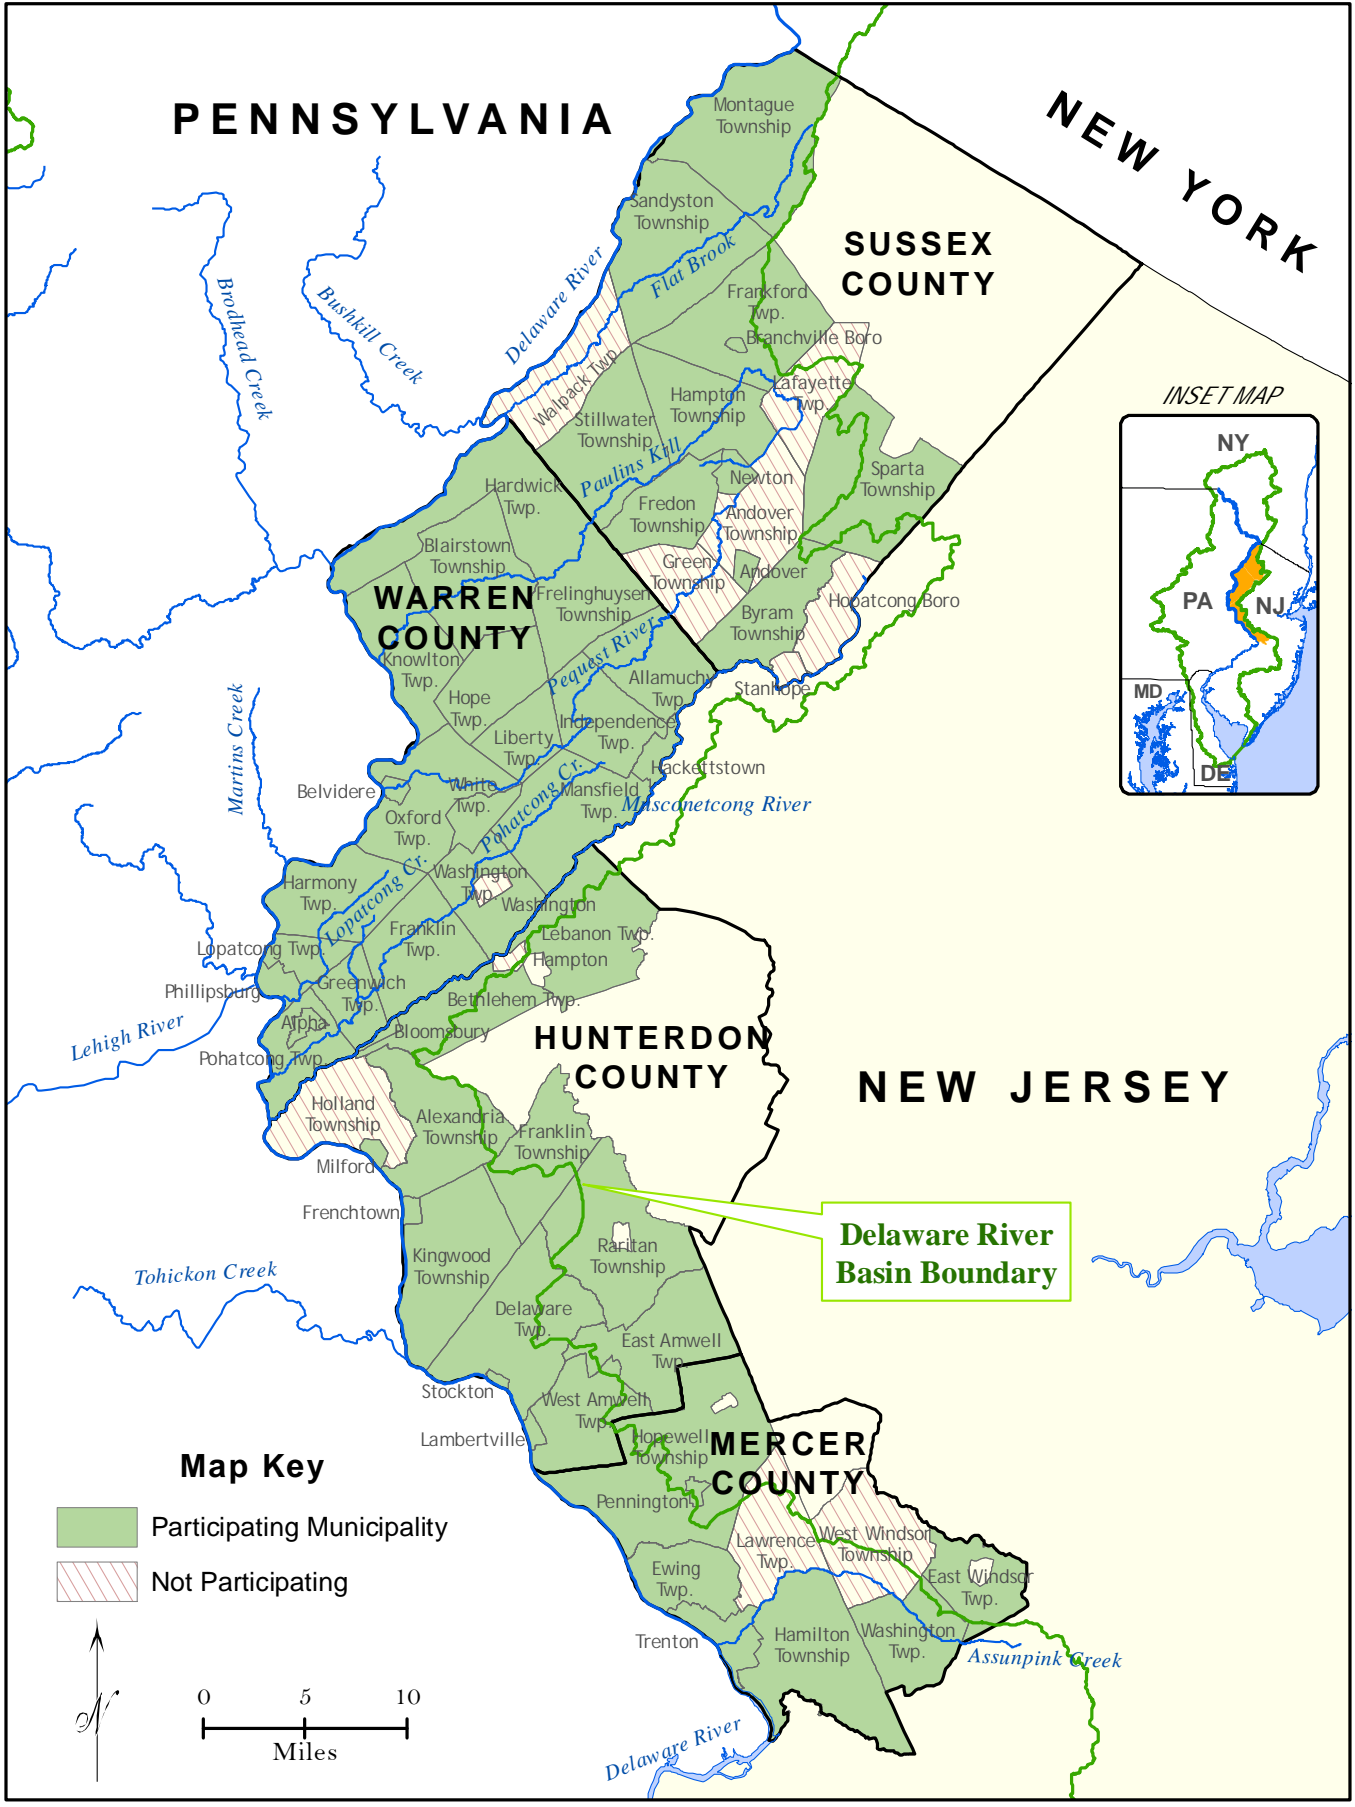 PENNSYLVANIA
NEW YORK
Montague
Township
Sandyston
Township
SUSSEX
COUNTY
Flat Brook
Delaware River
Brodhead Creek
Bushkill Creek
Frankford
Twp.
Branchville Boro
Walpack Twp.
Lafayette
Twp.
Hampton
Township
Stillwater
Township
INSET MAP
NY
PA
NJ
MD
DE
Paulins Kill
Newton
Sparta
Township
Hardwick
Twp.
Fredon
Township
Andover
Township
Blairstown
Township
Green
Township
Andover
WARREN
COUNTY
Frelinghuysen
Township
Hopatcong Boro
Byram
Township
Knowlton
Twp.
Pequest River
Allamuchy
Twp.
Stanhope
Hope
Twp.
Independence
Twp.
Liberty
Twp.
Martins Creek
Hackettstown
Belvidere
White
Twp.
Pohatcong Cr.
Mansfield
Twp.
Musconetcong River
Oxford
Twp.
Harmony
Twp.
Lopatcong Cr.
Washington
Twp.
Washington
Franklin
Twp.
Lebanon Twp.
Lopatcong Twp.
Hampton
Phillipsburg
Greenwich
Twp.
Bethlehem Twp.
Alpha
Bloomsbury
Lehigh River
Pohatcong Twp.
HUNTERDON
COUNTY
NEW JERSEY
Holland
Township
Alexandria
Township
Franklin
Township
Milford
Frenchtown
Delaware River
Basin Boundary
Raritan
Township
Kingwood
Township
Tohickon Creek
Delaware
Twp.
East Amwell
Twp.
Stockton
West Amwell
Twp.
Lambertville
Hopewell
Township
MERCER
COUNTY
Map Key
Participating Municipality
Not Participating
Pennington
Lawrence
Twp.
West Windsor
Township
Ewing
Twp.
East Windsor
Twp.
Trenton
Hamilton
Township
Washington
Twp.
Assunpink Creek
N
0 5 10
Miles
Delaware River